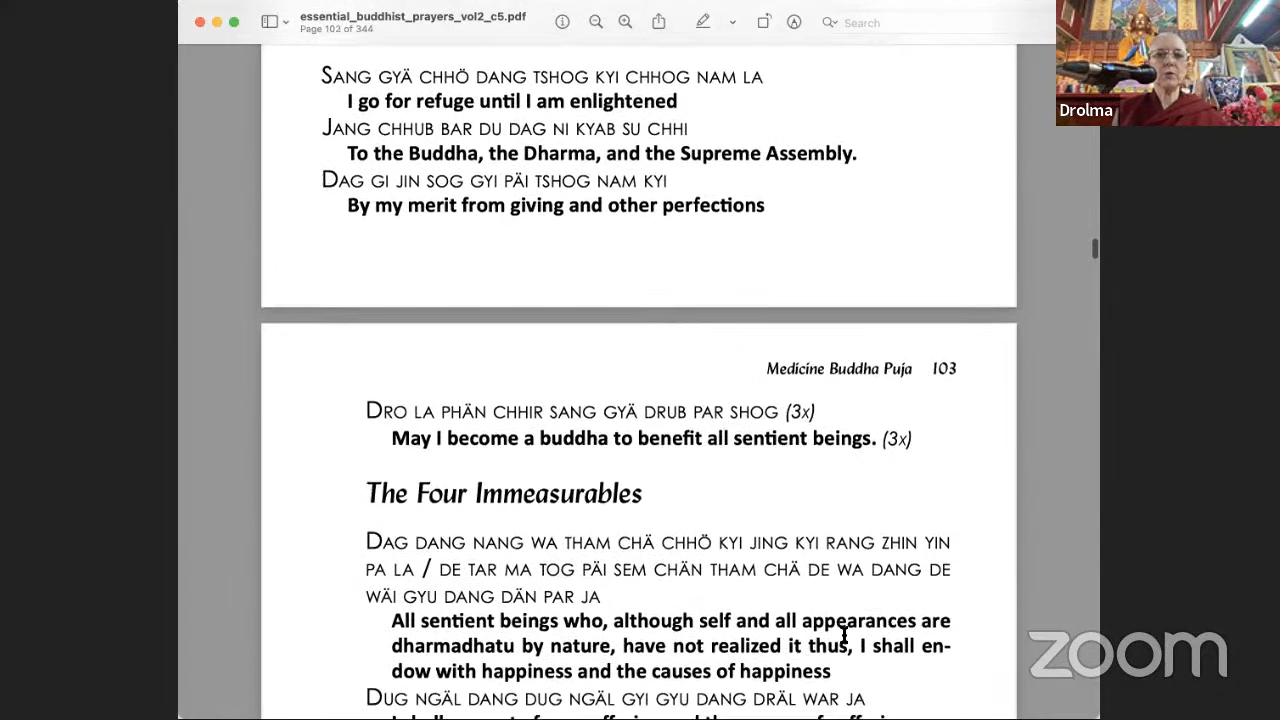 essential_buddhist_prayers_vol2_c5.pdf
Page 102 of 344
Search
Drolma
SANG GYÄ CHHÖ DANG TSHOG KYI CHHOG NAM LA
I go for refuge until I am enlightened
JANG CHHUB BAR DU DAG NI KYAB SU CHHI
To the Buddha, the Dharma, and the Supreme Assembly.
DAG GI JIN SOG GYI PÄI TSHOG NAM KYI
By my merit from giving and other perfections
Medicine Buddha Puja 103
DRO LA PHÄN CHHIR SANG GYÄ DRUB PAR SHOG (3x)
May I become a buddha to benefit all sentient beings. (3x)
The Four Immeasurables
DAG DANG NANG WA THAM CHÄ CHHÖ KYI JING KYI RANG ZHIN YIN
PA LA / DE TAR MA TOG PÄI SEM CHÄN THAM CHÄ DE WA DANG DE
WÄI GYU DANG DÄN PAR JA
All sentient beings who, although self and all appearances are
dharmadhatu by nature, have not realized it thus, I shall en-
dow with happiness and the causes of happiness
DUG NGÄL DANG DUG NGÄL GYI GYU DANG DRÄL WAR JA
zoom